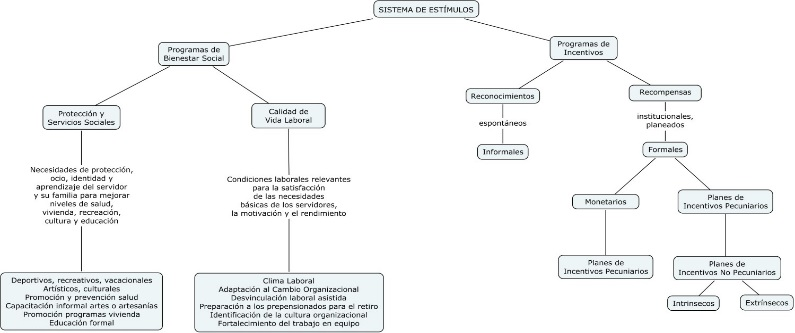 SISTEMA DE ESTÍMULOS
Programas de
Bienestar Social
Programas de
Incentivos
Protección y
Servicios Sociales
Calidad de
Vida Laboral
Reconocimientos
Recompensas
espontáneos
institucionales,
planeados
Informales
Formales
Necesidades de protección,
ocio, identidad y
aprendizaje del servidor
y su familia para mejorar
niveles de salud,
vivienda, recreación,
cultura y educación
Condiciones laborales relevantes
para la satisfacción
de las necesidades
básicas de los servidores,
la motivación y el rendimiento
Monetarios
Planes de
Incentivos Pecuniarios
Planes de
Incentivos Pecuniarios
Planes de
Incentivos No Pecuniarios
Deportivos, recreativos, vacacionales
Artísticos, culturales
Promoción y prevención salud
Capacitación informal artes o artesanías
Promoción programas vivienda
Educación formal
Clima Laboral
Adaptación al Cambio Organizacional
Desvinculación laboral asistida
Preparación a los prepensionados para el retiro
Identificación de la cultura organizacional
Fortalecimiento del trabajo en equipo
Intrinsecos
Extrínsecos